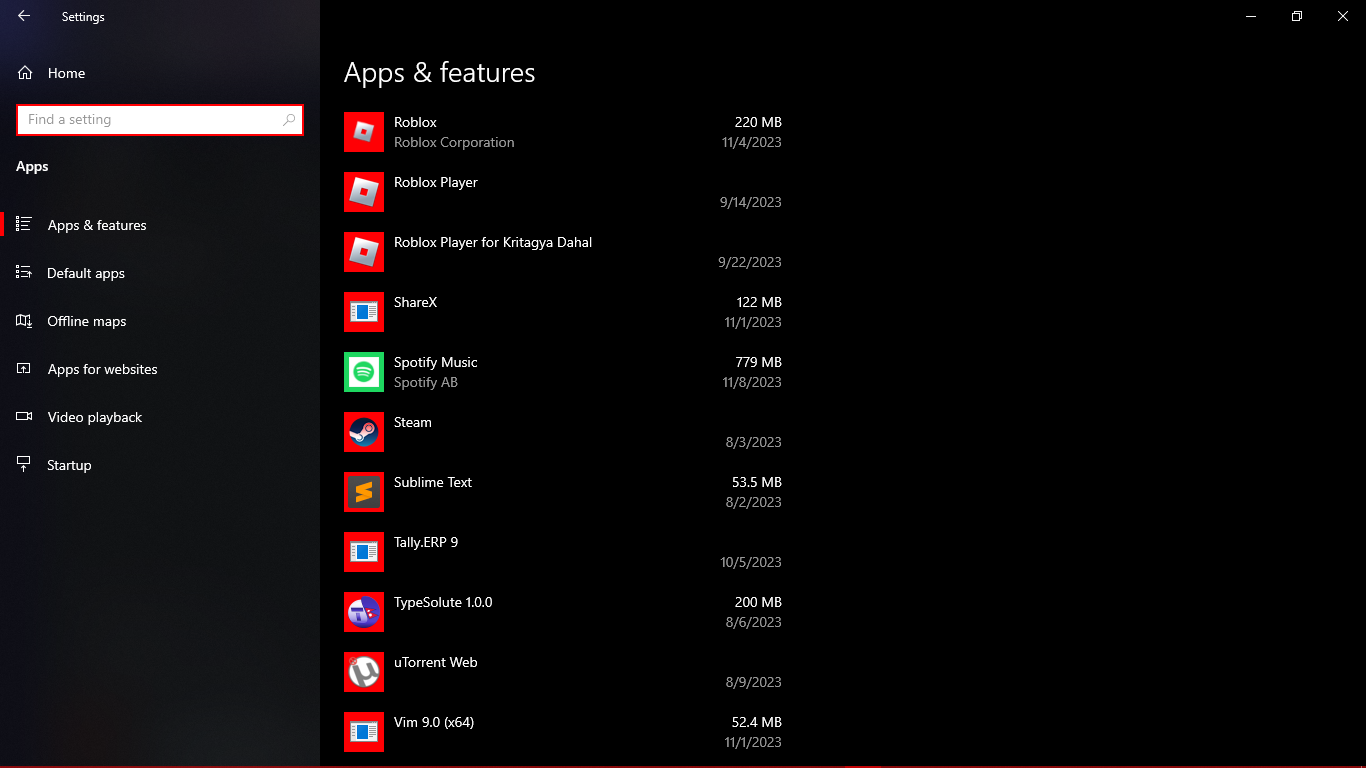 Settings
Home
Find a setting
Apps
Apps & features
Default apps
Offline maps
Apps for websites
Video playback
Startup
Apps & features
Roblox 220 MB
Roblox Corporation 11/4/2023
Roblox Player
9/14/2023
Roblox Player for Kritagya Dahal
9/22/2023
ShareX 122 MB
11/1/2023
Spotify Music 779 MB
Spotify AB 11/8/2023
Steam
8/3/2023
Sublime Text 53.5 MB
8/2/2023
Tally.ERP 9
10/5/2023
TypeSolute 1.0.0 200 MB
8/6/2023
uTorrent Web
8/9/2023
Vim 9.0 (x64) 52.4 MB
11/1/2023